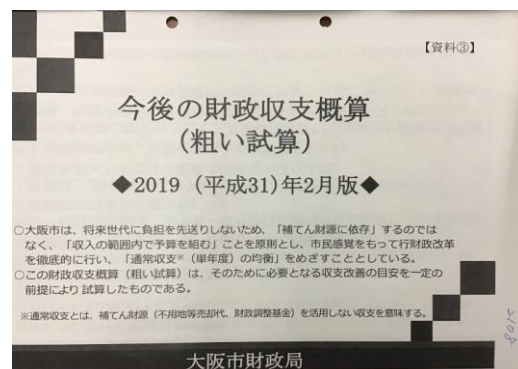 【資料③】
今後の財政収支概算
（粗い試算）
◆2019（平成31）年2月版◆
○大阪市は、将来世代に負担を先送りしないため、「補てん財源に依存」するのでは
なく、「収入の範囲内で予算を組む」ことを原則とし、市民感覚をもって行財政改革
を徹底的に行い、「通常収支※（単年度）の均衡」をめざすこととしている。
○この財政収支概算（粗い試算）は、そのために必要となる収支改善の目安を一定の
前提により試算したものである。
※通常収支とは、補てん財源（不用地等売却代、財政調整基金）を活用しない収支を意味する。
大阪市財政局